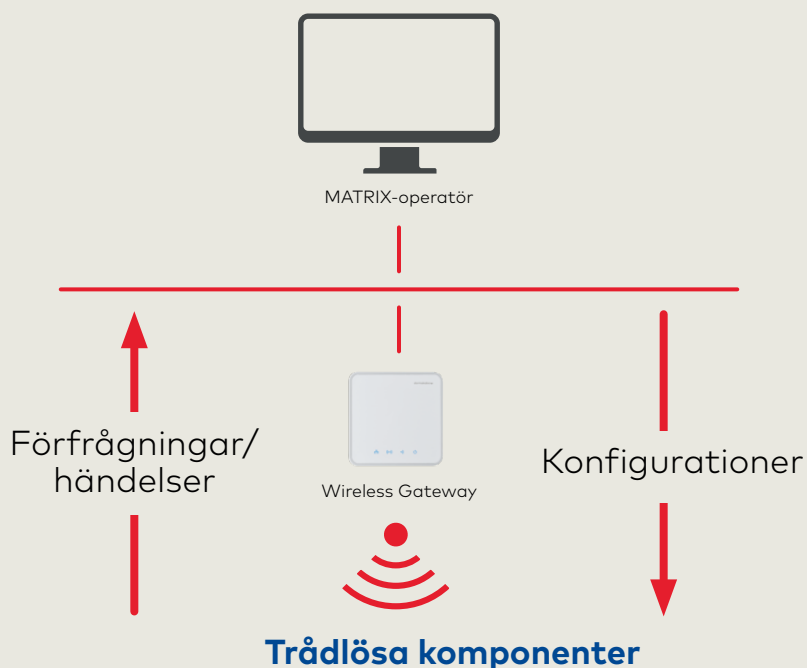 MATRIX-operatör
Förfrågningar/
händelser
Konfigurationer
Wireless Gateway
Trådlösa komponenter